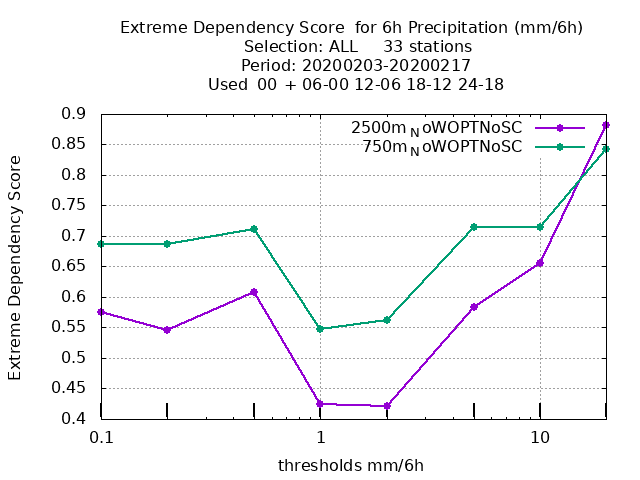 Extreme Dependency Score  for 6h Precipitation (mm/6h)
Selection: ALL     33 stations
Period: 20200203-20200217
Used  00 + 06-00 12-06 18-12 24-18
2500m_NoWOPTNoSC
750m_NoWOPTNoSC
Extreme Dependency Score
0.9
0.85
0.8
0.75
0.7
0.65
0.6
0.55
0.5
0.45
0.4
0.1
1
10
thresholds mm/6h